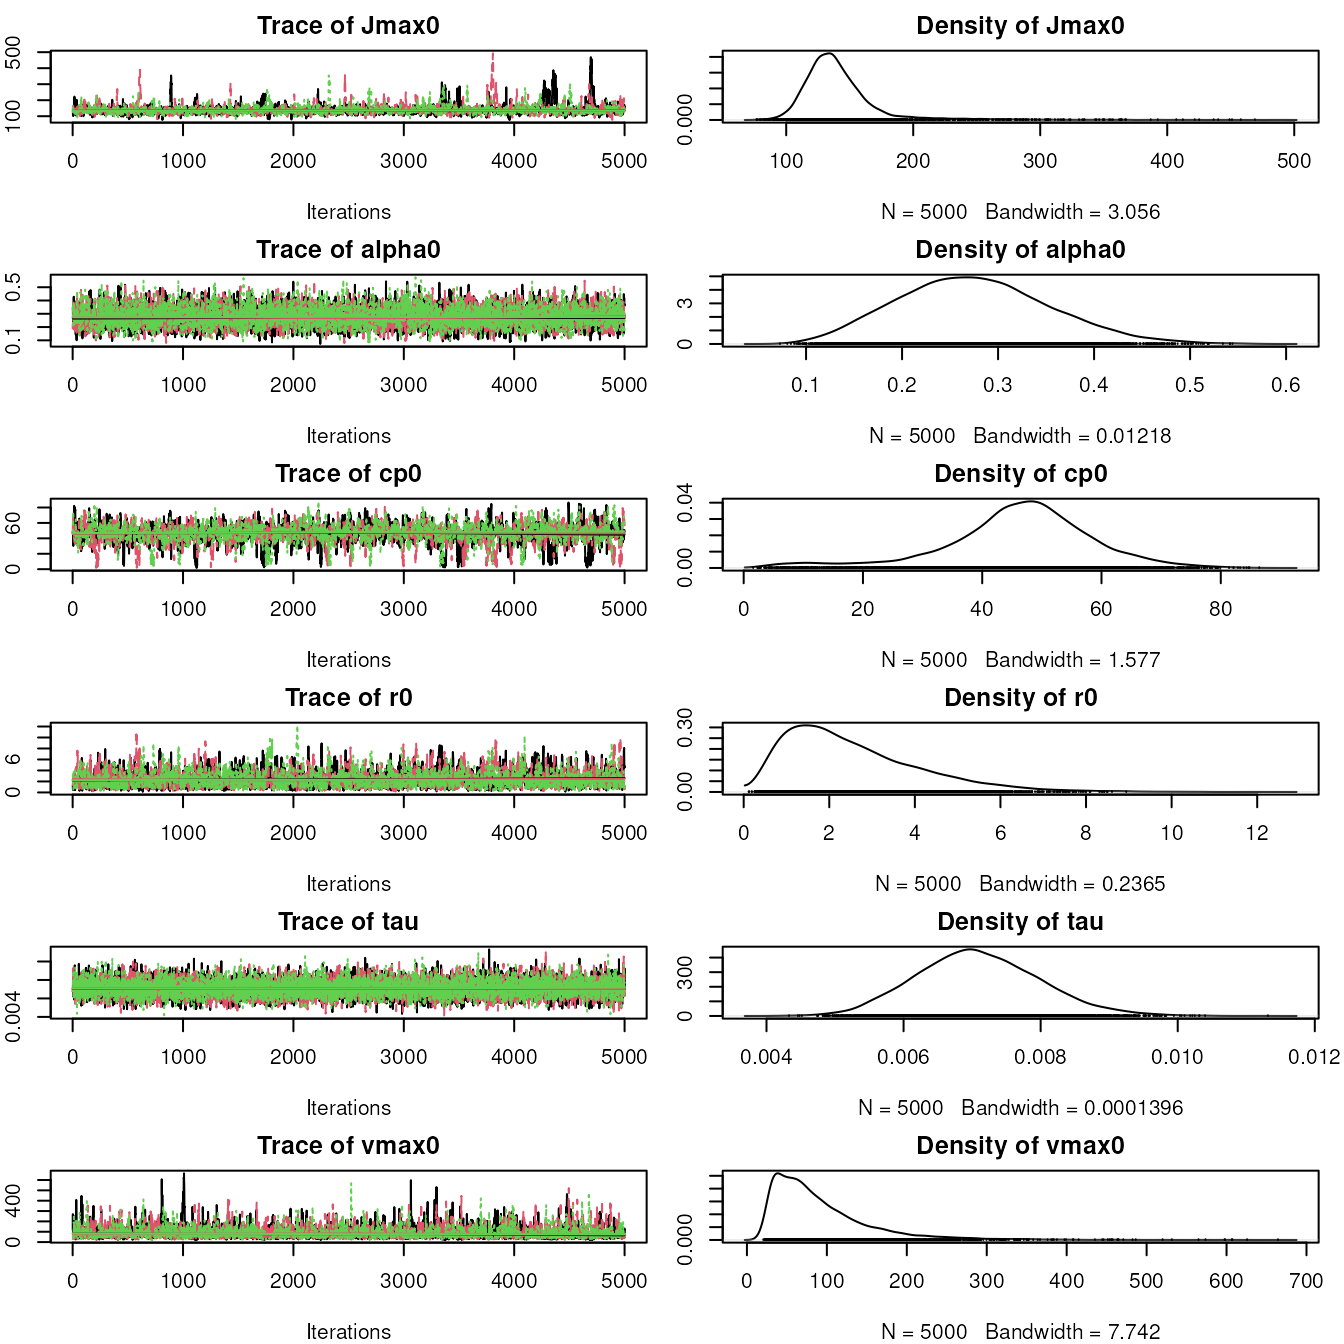 Trace of Jmax0
Density of Jmax0
100 500
0 1000 2000 3000 4000 5000
Iterations
0.000
100 200 300 400 500
N = 5000 Bandwidth = 3.056
Trace of alpha0
Density of alpha0
0.1 0.5
0 1000 2000 3000 4000 5000
Iterations
0 3
0.1 0.2 0.3 0.4 0.5 0.6
N = 5000 Bandwidth = 0.01218
Trace of cp0
Density of cp0
0 60
0 1000 2000 3000 4000 5000
Iterations
0.00 0.04
0 20 40 60 80
N = 5000 Bandwidth = 1.577
Trace of r0
Density of r0
0 6
0 1000 2000 3000 4000 5000
Iterations
0.00 0.30
0 2 4 6 8 10 12
N = 5000 Bandwidth = 0.2365
Trace of tau
Density of tau
0.004
0 1000 2000 3000 4000 5000
Iterations
0 300
0.004 0.006 0.008 0.010 0.012
N = 5000 Bandwidth = 0.0001396
Trace of vmax0
Density of vmax0
0 400
0 1000 2000 3000 4000 5000
Iterations
0.000
0 100 200 300 400 500 600 700
N = 5000 Bandwidth = 7.742